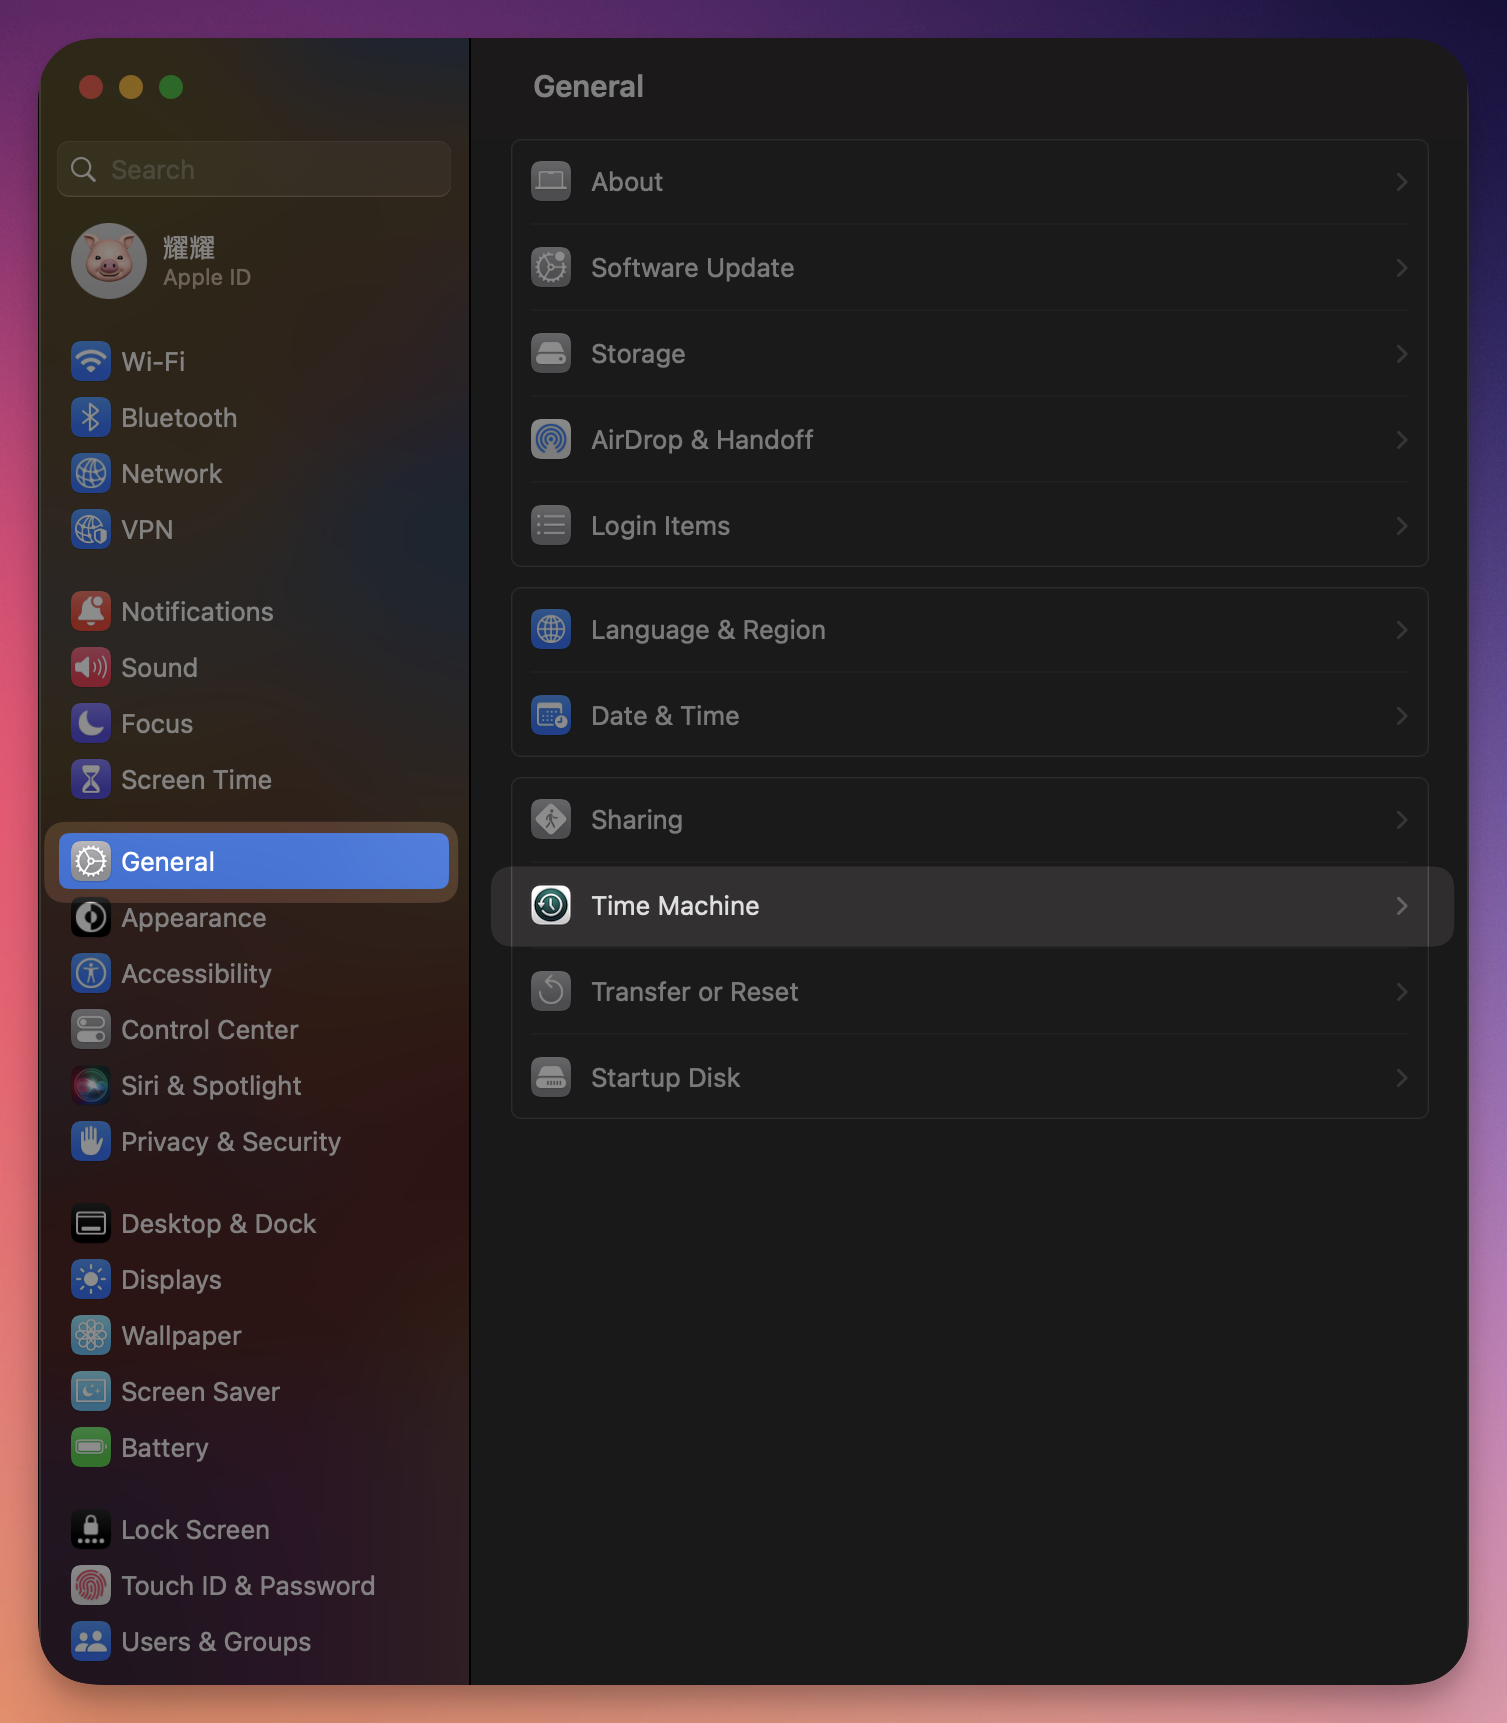 Search
耀耀
Apple ID
Wi-Fi
Bluetooth
Network
VPN
Notifications
Sound
Focus
Screen Time
General
Appearance
Accessibility
Control Center
Siri & Spotlight
Privacy & Security
Desktop & Dock
Displays
Wallpaper
Screen Saver
Battery
Lock Screen
Touch ID & Password
Users & Groups
General
About
Software Update
Storage
AirDrop & Handoff
Login Items
Language & Region
Date & Time
Sharing
Time Machine
Transfer or Reset
Startup Disk